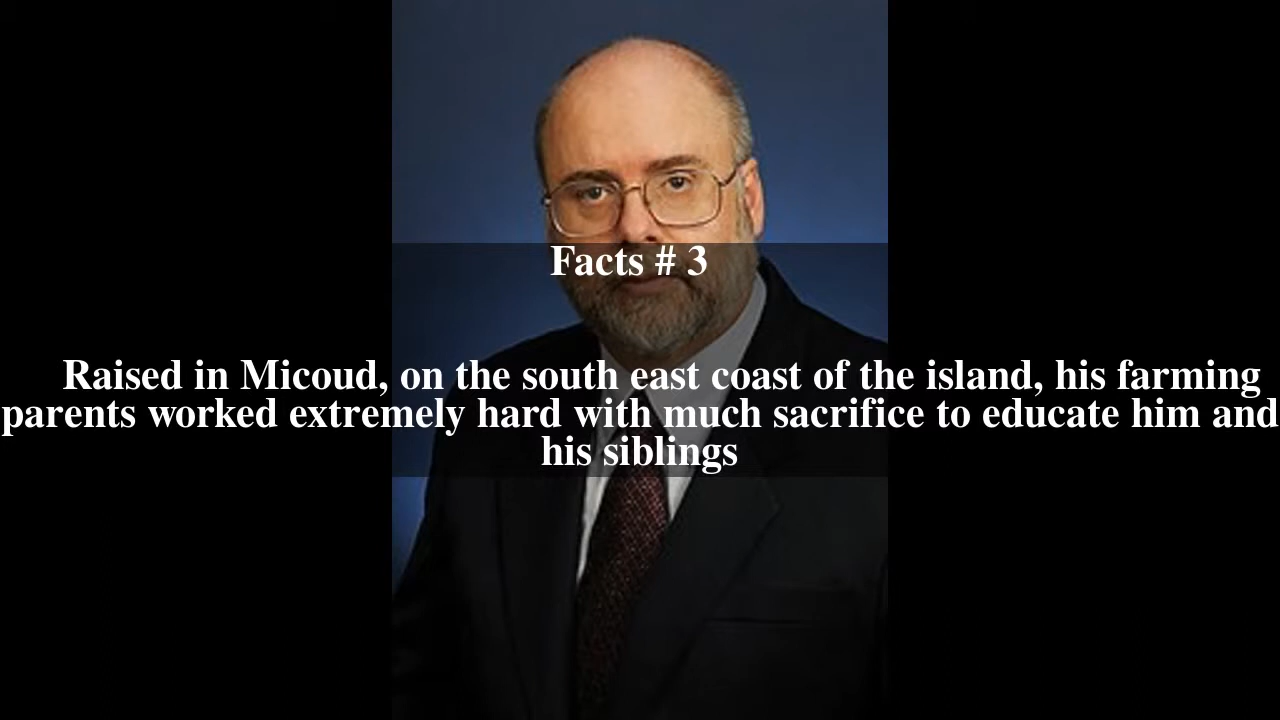 Facts # 3
Raised in Micoud, on the south east coast of the island, his farming
parents worked extremely hard with much sacrifice to educate him and
his siblings